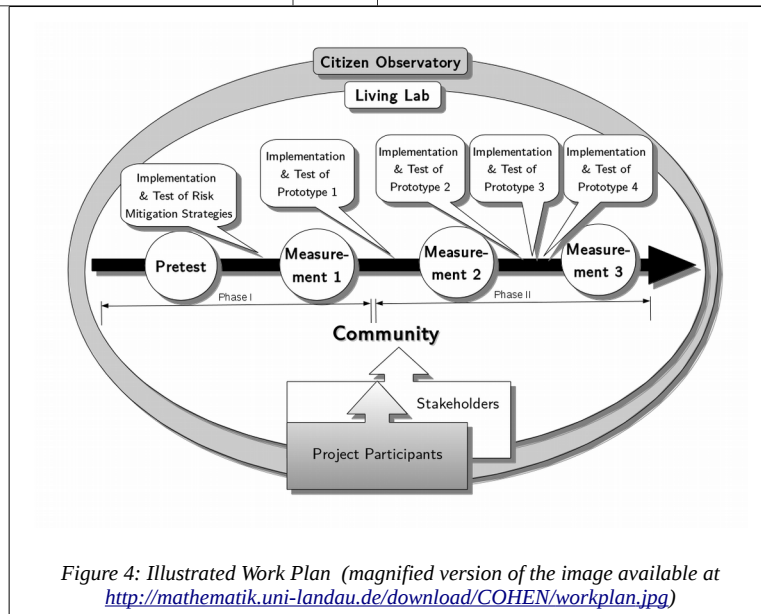 Citizen Observatory
Living Lab
Implementation
& Test of Risk
Mitigation Strategies
Implementation
& Test of
Prototype 1
Implementation
& Test of
Prototype 2
Implementation
& Test of
Prototype 3
Implementation
& Test of
Prototype 4
Pretest
Measure-
ment 1
Measure-
ment 2
Measure-
ment 3
Phase I
Phase II
Community
Stakeholders
Project Participants
Figure 4: Illustrated Work Plan (magnified version of the image available at
http://mathematik.uni-landau.de/download/COHEN/workplan.jpg)